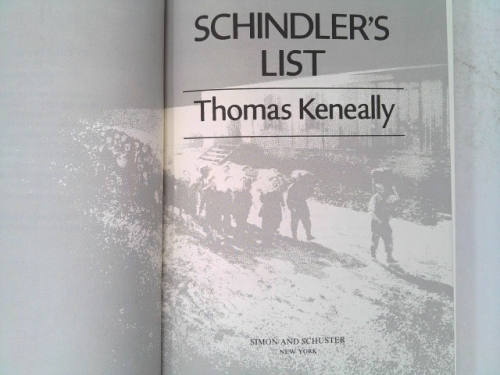 SCHINDLER'S
LIST
Thomas Keneally
SIMON AND SCHUSTER
NEW YORK